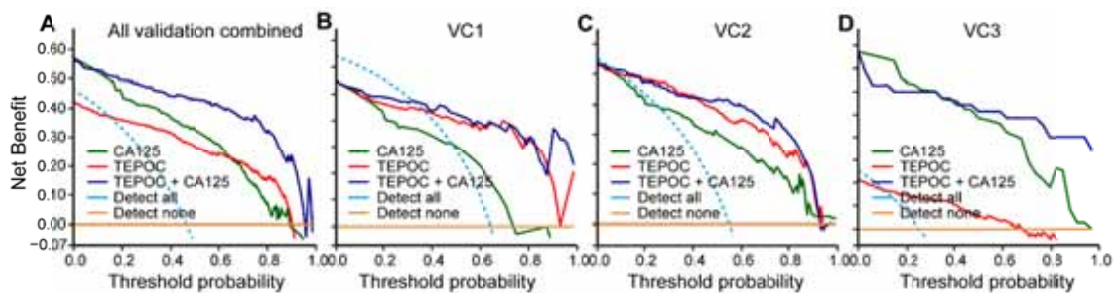 A All validation combined
0.60
0.50
0.40
0.30
0.20
0.10
0.00
−0.07
Net Benefit
CA125
TEPOC
TEPOC + CA125
Detect all
Detect none
0.0 0.2 0.4 0.6 0.8 1.0
Threshold probability
B VC1
CA125
TEPOC
TEPOC + CA125
Detect all
Detect none
0.0 0.2 0.4 0.6 0.8 1.0
Threshold probability
C VC2
CA125
TEPOC
TEPOC + CA125
Detect all
Detect none
0.0 0.2 0.4 0.6 0.8 1.0
Threshold probability
D VC3
CA125
TEPOC
TEPOC + CA125
Detect all
Detect none
0.0 0.2 0.4 0.6 0.8 1.0
Threshold probability